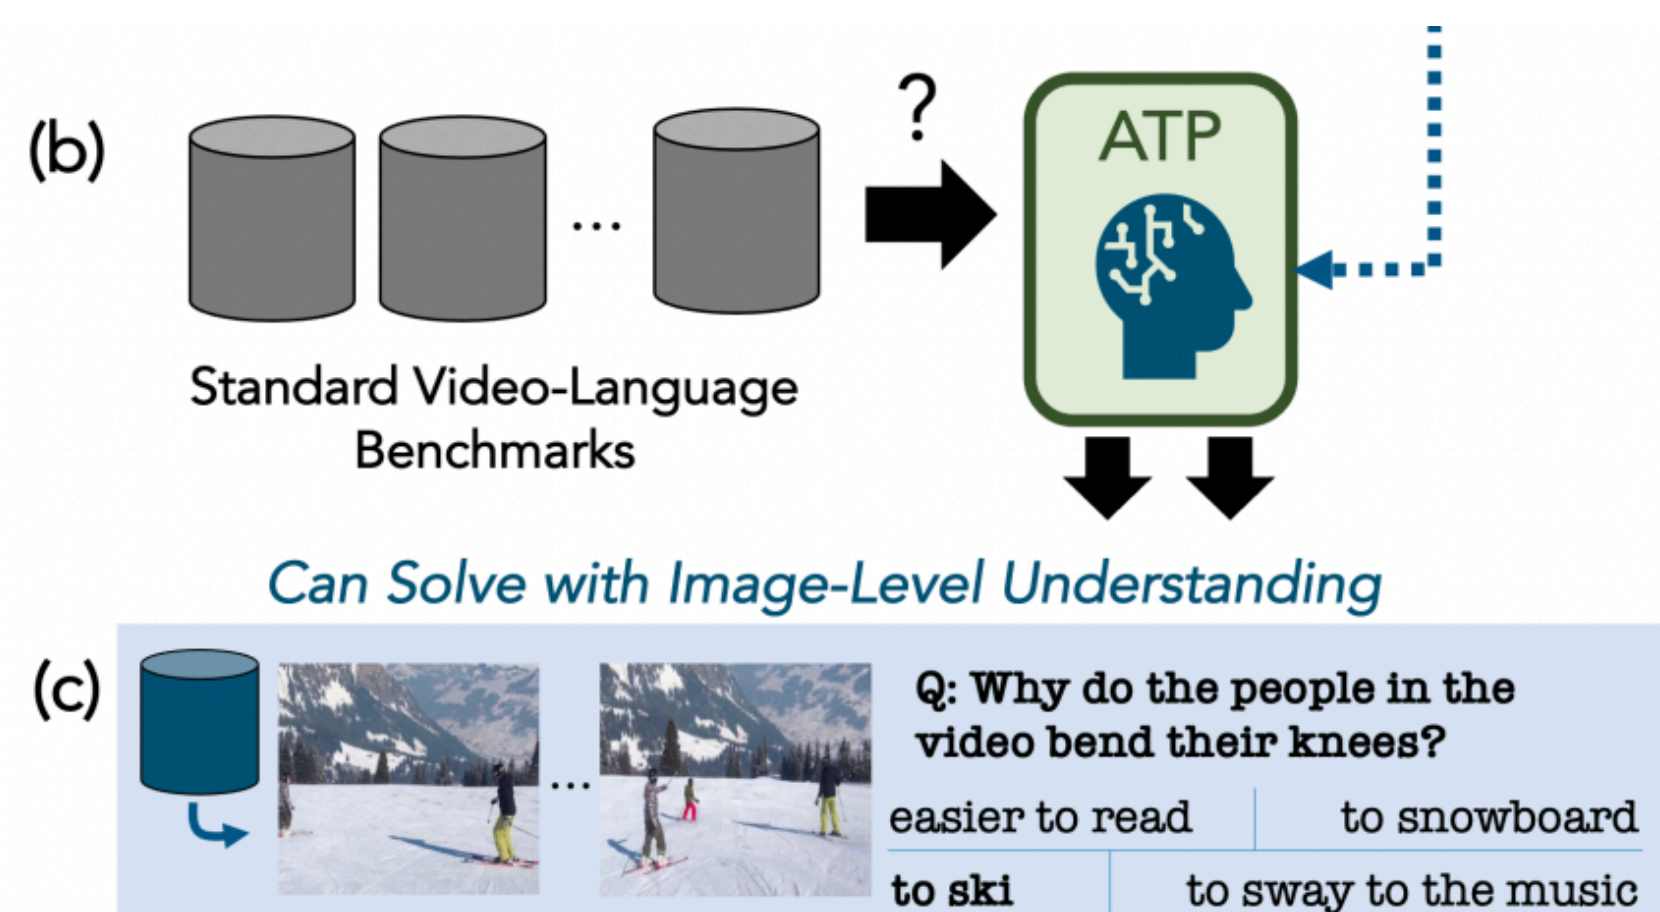 (b)
?
ATP
...
Standard Video-Language
Benchmarks
Can Solve with Image-Level Understanding
(c)
...
Q: Why do the people in the
video bend their knees?
easier to read
to snowboard
to ski
to sway to the music